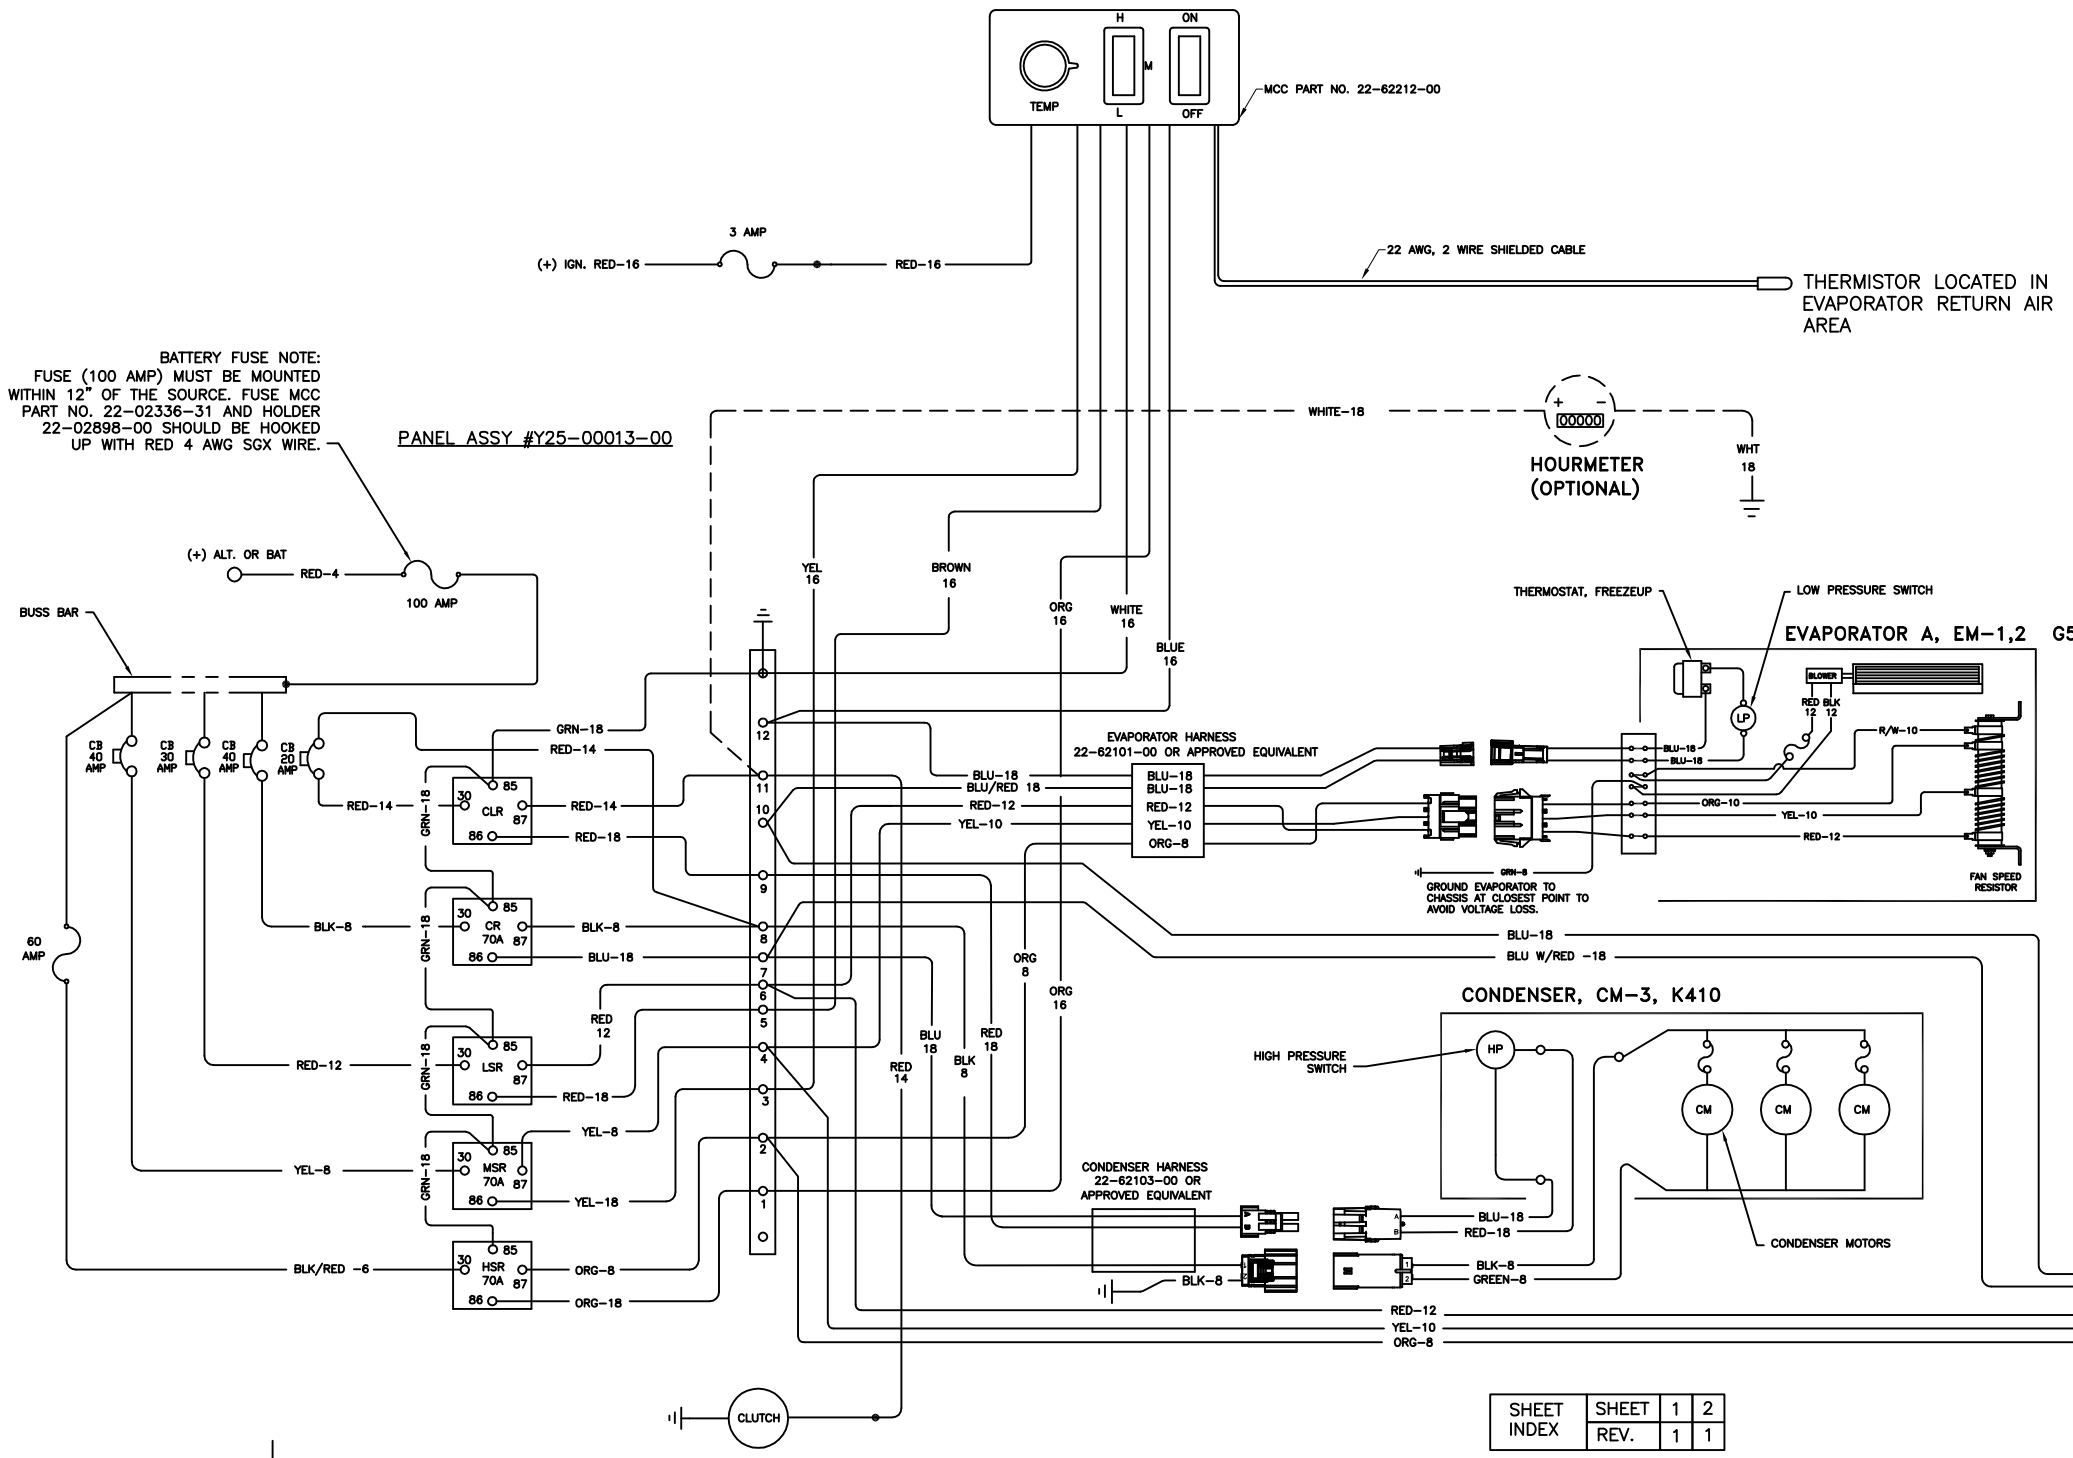 H
ON
M
TEMP
L
OFF
MCC PART NO. 22-62212-00
3 AMP
(+) IGN. RED-16
RED-16
22 AWG, 2 WIRE SHIELDED CABLE
THERMISTOR LOCATED IN
EVAPORATOR RETURN AIR
AREA
BATTERY FUSE NOTE:
FUSE (100 AMP) MUST BE MOUNTED
WITHIN 12" OF THE SOURCE. FUSE MCC
PART NO. 22-02336-31 AND HOLDER
22-02898-00 SHOULD BE HOOKED
UP WITH RED 4 AWG SGX WIRE.
PANEL ASSY #Y25-00013-00
WHITE-18
+ -
00000
HOURMETER
(OPTIONAL)
WHT
18
(+) ALT. OR BAT
RED-4
100 AMP
BUSS BAR
YEL
16
BROWN
16
ORG
16
WHITE
16
BLUE
16
THERMOSTAT, FREEZEUP
LOW PRESSURE SWITCH
EVAPORATOR A, EM-1,2 G5
BLOWER
RED BLK
12 12
LP
R/W-10
BLU-18
BLU-18
ORG-10
YEL-10
RED-12
FAN SPEED
RESISTOR
CB
40
AMP
CB
30
AMP
CB
40
AMP
CB
20
AMP
60
AMP
GRN-18
RED-14
GRN-18
RED-14
30
85
CLR
87
86
RED-14
RED-18
GRN-18
BLK-8
30
85
CR
70A
87
86
BLK-8
BLU-18
GRN-18
RED-12
30
85
LSR
87
86
RED
12
RED-18
YEL-8
GRN-18
YEL-8
30
85
MSR
70A
87
86
YEL-18
BLK/RED -6
30
85
HSR
70A
87
86
ORG-8
ORG-18
12
11
10
9
8
7
6
5
4
3
2
1
EVAPORATOR HARNESS
22-62101-00 OR APPROVED EQUIVALENT
BLU-18
BLU/RED 18
RED-12
YEL-10
BLU-18
BLU-18
RED-12
YEL-10
ORG-8
GRN-8
GROUND EVAPORATOR TO
CHASSIS AT CLOSEST POINT TO
AVOID VOLTAGE LOSS.
BLU-18
BLU W/RED -18
ORG
8
ORG
16
BLU
18
BLK
8
RED
18
RED
14
CONDENSER, CM-3, K410
HIGH PRESSURE
SWITCH
HP
CM
CM
CM
CONDENSER MOTORS
CONDENSER HARNESS
22-62103-00 OR
APPROVED EQUIVALENT
A
B
A
B
BLU-18
RED-18
1
2
1
2
BLK-8
BLK-8
GREEN-8
RED-12
YEL-10
ORG-8
CLUTCH
SHEET
INDEX
SHEET 1 2
REV. 1 1